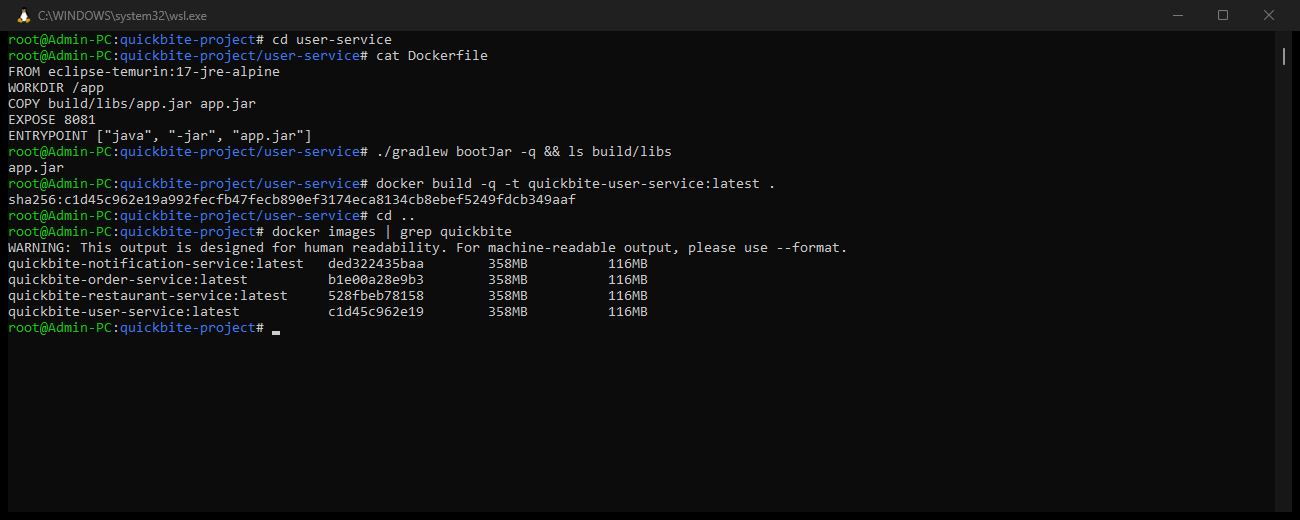 C:\WINDOWS\system32\wsl.exe
root@Admin-PC:quickbite-project# cd user-service
root@Admin-PC:quickbite-project/user-service# cat Dockerfile
FROM eclipse-temurin:17-jre-alpine
WORKDIR /app
COPY build/libs/app.jar app.jar
EXPOSE 8081
ENTRYPOINT ["java", "-jar", "app.jar"]
root@Admin-PC:quickbite-project/user-service# ./gradlew bootJar -q && ls build/libs
app.jar
root@Admin-PC:quickbite-project/user-service# docker build -q -t quickbite-user-service:latest .
sha256:c1d45c962e19a992fecfb47fecb890ef3174eca8134cb8ebef5249fdcb349aaf
root@Admin-PC:quickbite-project/user-service# cd ..
root@Admin-PC:quickbite-project# docker images | grep quickbite
WARNING: This output is designed for human readability. For machine-readable output, please use --format.
quickbite-notification-service:latest   ded322435baa        358MB          116MB
quickbite-order-service:latest          b1e00a28e9b3        358MB          116MB
quickbite-restaurant-service:latest     528fbeb78158        358MB          116MB
quickbite-user-service:latest           c1d45c962e19        358MB          116MB
root@Admin-PC:quickbite-project#